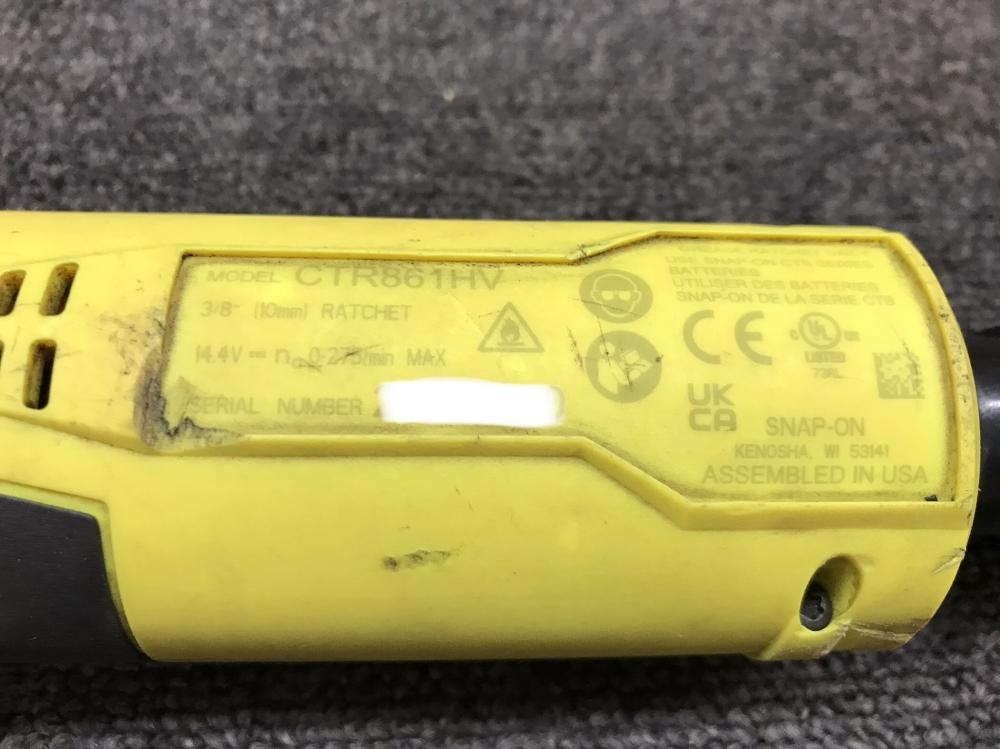 MODEL CTR861HV
3/8" (10mm) RATCHET
14.4V ⎓ n₀ 0-275/min MAX
SERIAL NUMBER
USE SNAP-ON CTB SERIES
BATTERIES
UTILISER DES BATTERIES
SNAP-ON DE LA SERIE CTB
CE
C UL
LISTED
73RL
UK
CA
SNAP-ON
KENOSHA, WI 53141
ASSEMBLED IN USA